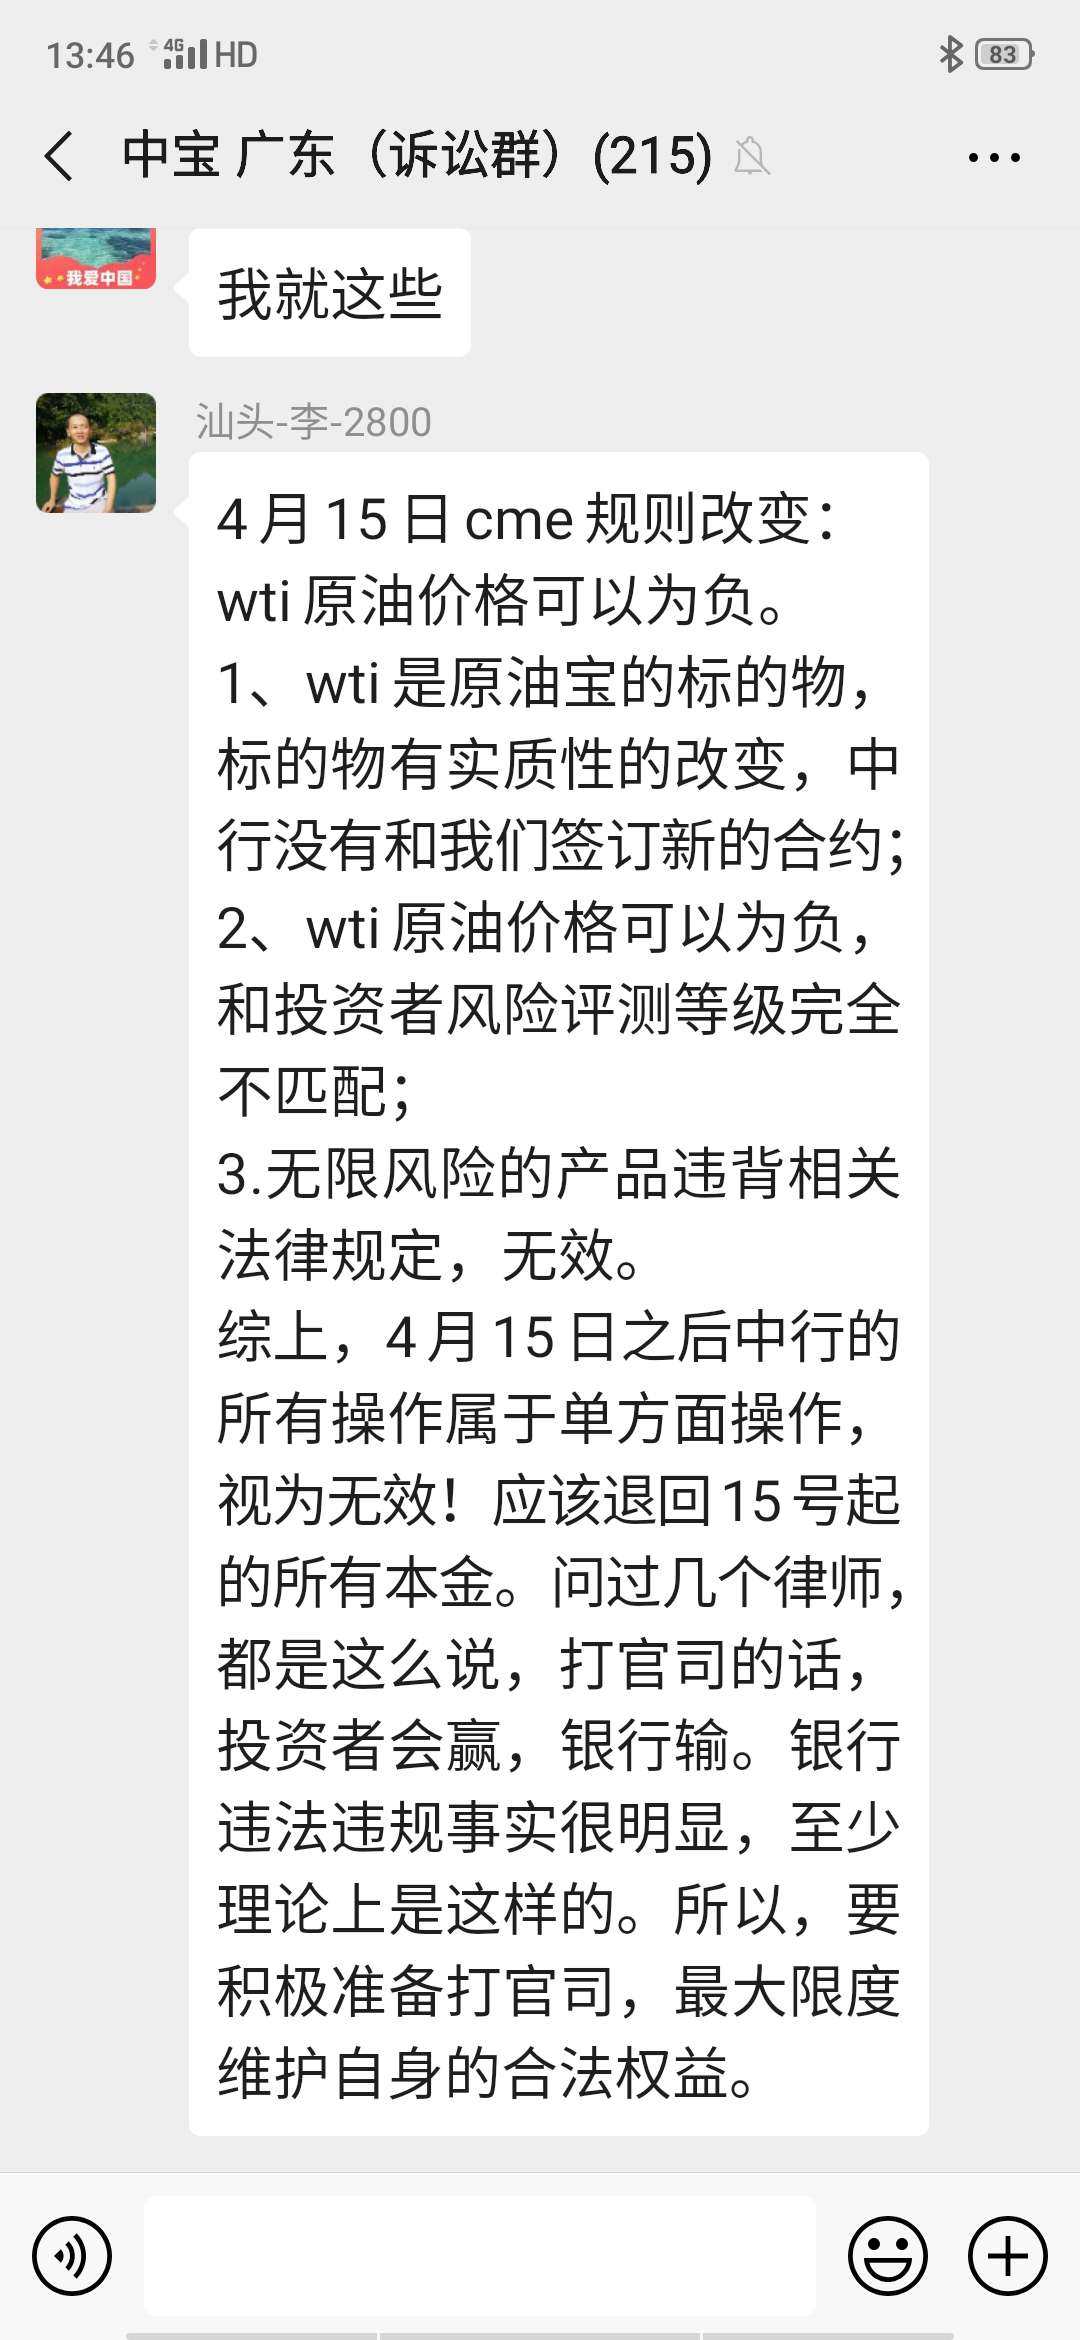 13:46 4G HD 83
中宝 广东（诉讼群）(215)
我爱中国
我就这些
汕头-李-2800
4月15日cme规则改变：
wti原油价格可以为负。
1、wti是原油宝的标的物，
标的物有实质性的改变，中
行没有和我们签订新的合约；
2、wti原油价格可以为负，
和投资者风险评测等级完全
不匹配；
3.无限风险的产品违背相关
法律规定，无效。
综上，4月15日之后中行的
所有操作属于单方面操作，
视为无效！应该退回15号起
的所有本金。问过几个律师，
都是这么说，打官司的话，
投资者会赢，银行输。银行
违法违规事实很明显，至少
理论上是这样的。所以，要
积极准备打官司，最大限度
维护自身的合法权益。